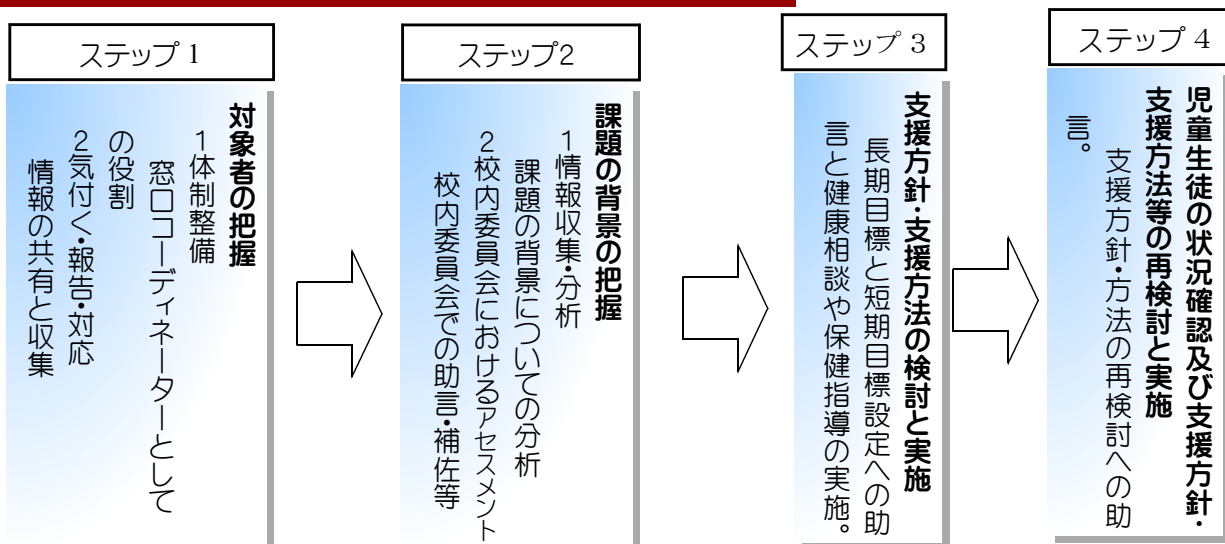 ステップ1
対象者の把握
1体制整備
窓口コーディネーターとして
の役割
2気付く・報告・対応
情報の共有と収集
ステップ2
課題の背景の把握
1情報収集・分析
課題の背景についての分析
2校内委員会におけるアセスメント
校内委員会での助言・補佐等
ステップ3
支援方針・支援方法の検討と実施
長期目標と短期目標設定への助
言と健康相談や保健指導の実施。
ステップ4
児童生徒の状況確認及び支援方針・
支援方法等の再検討と実施
支援方針・方法の再検討への助
言。